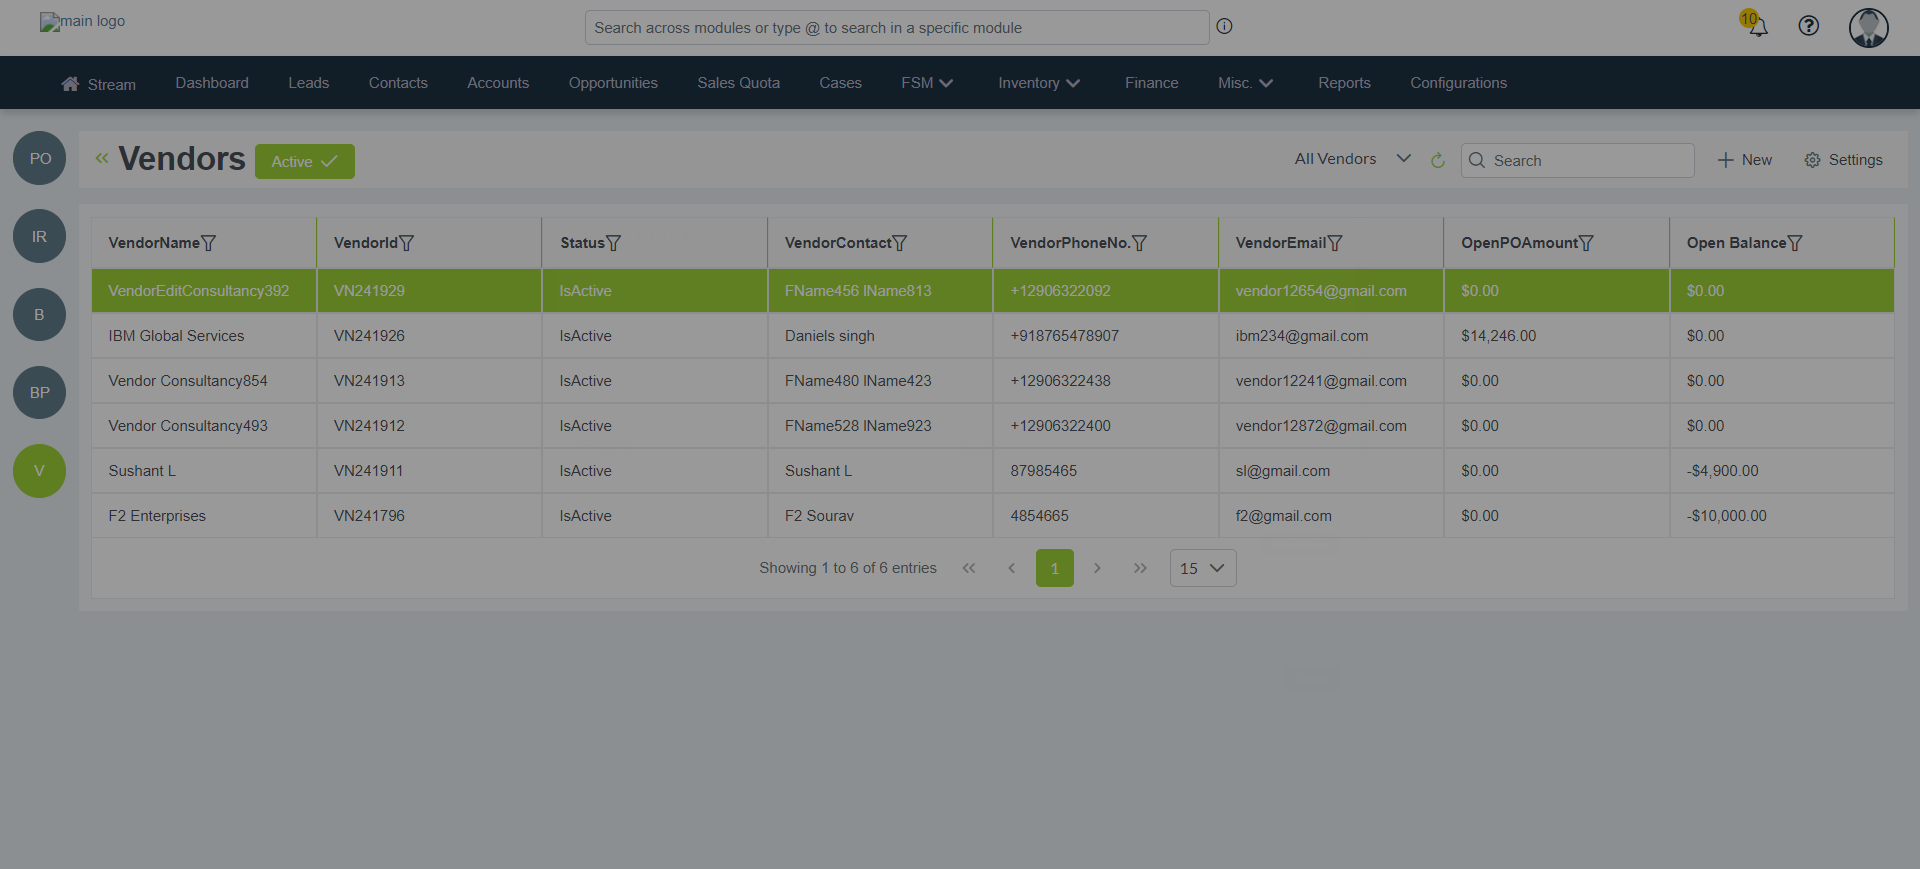 main logo
Search across modules or type @ to search in a specific module
10
Stream Dashboard Leads Contacts Accounts Opportunities Sales Quota Cases FSM Inventory Finance Misc. Reports Configurations
PO
IR
B
BP
V
Vendors Active All Vendors Search New Settings
VendorName VendorId Status VendorContact VendorPhoneNo. VendorEmail OpenPOAmount Open Balance
VendorEditConsultancy392 VN241929 IsActive FName456 lName813 +12906322092 vendor12654@gmail.com $0.00 $0.00
IBM Global Services VN241926 IsActive Daniels singh +918765478907 ibm234@gmail.com $14,246.00 $0.00
Vendor Consultancy854 VN241913 IsActive FName480 lName423 +12906322438 vendor12241@gmail.com $0.00 $0.00
Vendor Consultancy493 VN241912 IsActive FName528 lName923 +12906322400 vendor12872@gmail.com $0.00 $0.00
Sushant L VN241911 IsActive Sushant L 87985465 sl@gmail.com $0.00 -$4,900.00
F2 Enterprises VN241796 IsActive F2 Sourav 4854665 f2@gmail.com $0.00 -$10,000.00
Showing 1 to 6 of 6 entries 1 15